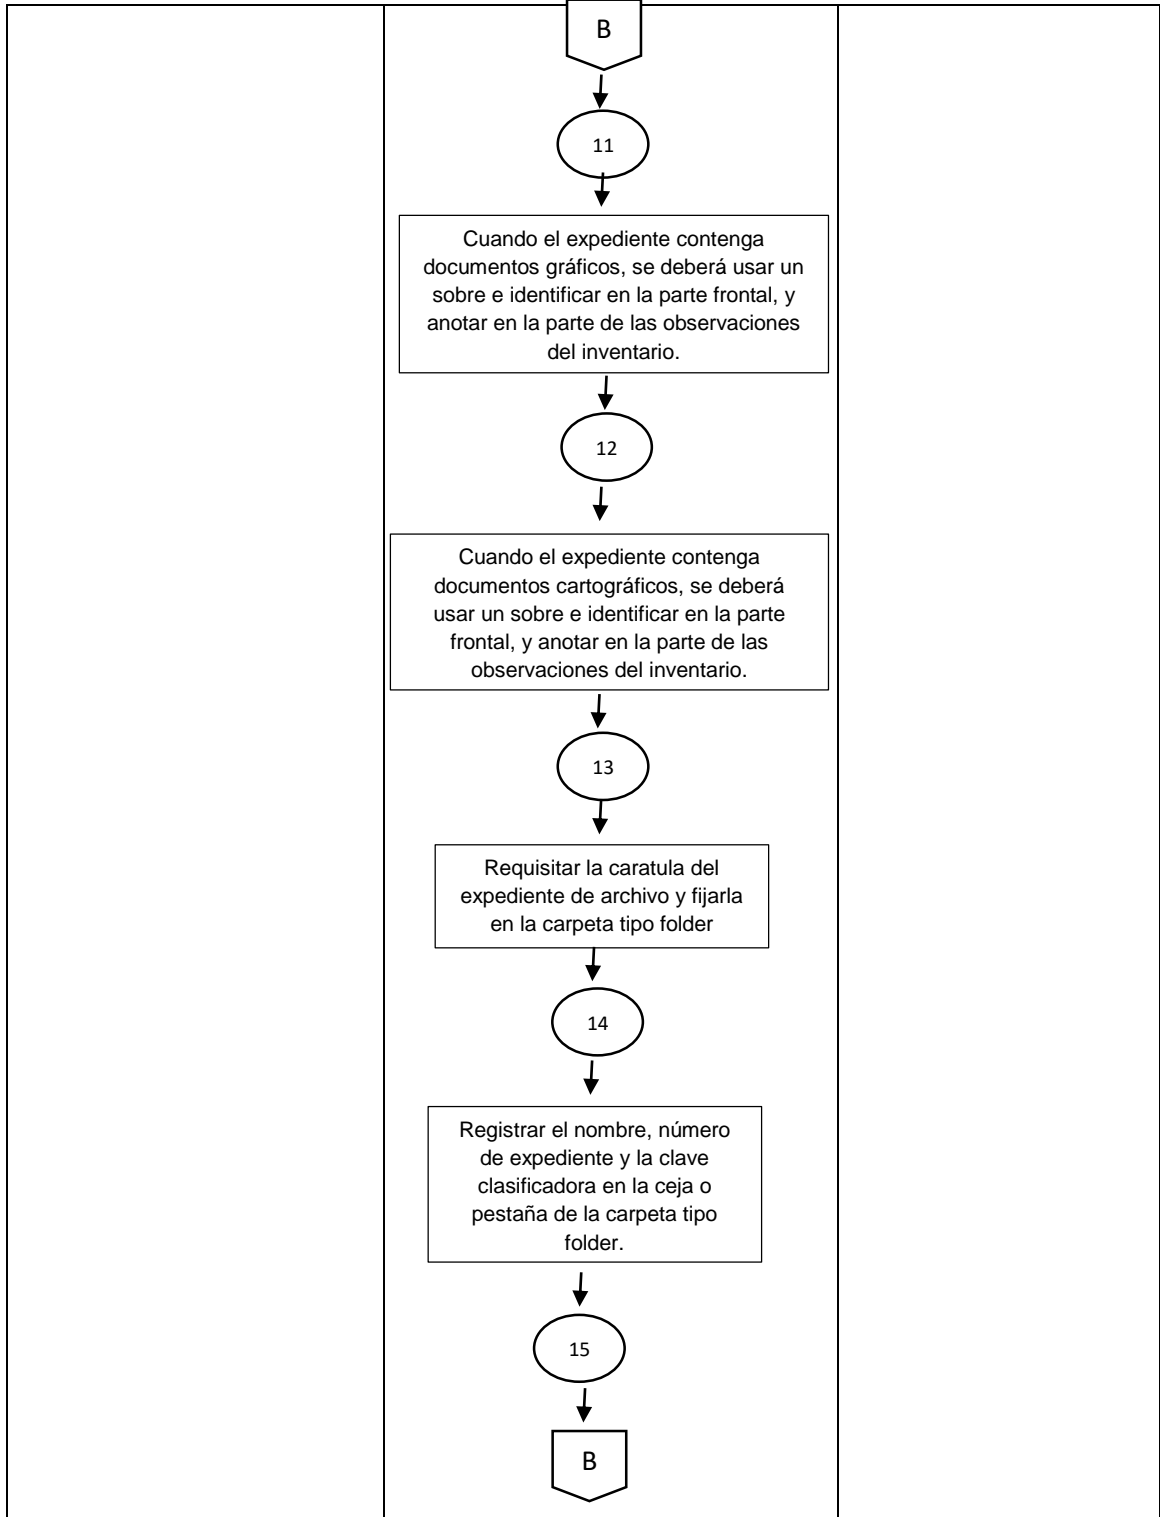 B
11
Cuando el expediente contenga
documentos gráficos, se deberá usar un
sobre e identificar en la parte frontal, y
anotar en la parte de las observaciones
del inventario.
12
Cuando el expediente contenga
documentos cartográficos, se deberá
usar un sobre e identificar en la parte
frontal, y anotar en la parte de las
observaciones del inventario.
13
Requisitar la caratula del
expediente de archivo y fijarla
en la carpeta tipo folder
14
Registrar el nombre, número
de expediente y la clave
clasificadora en la ceja o
pestaña de la carpeta tipo
folder.
15
B